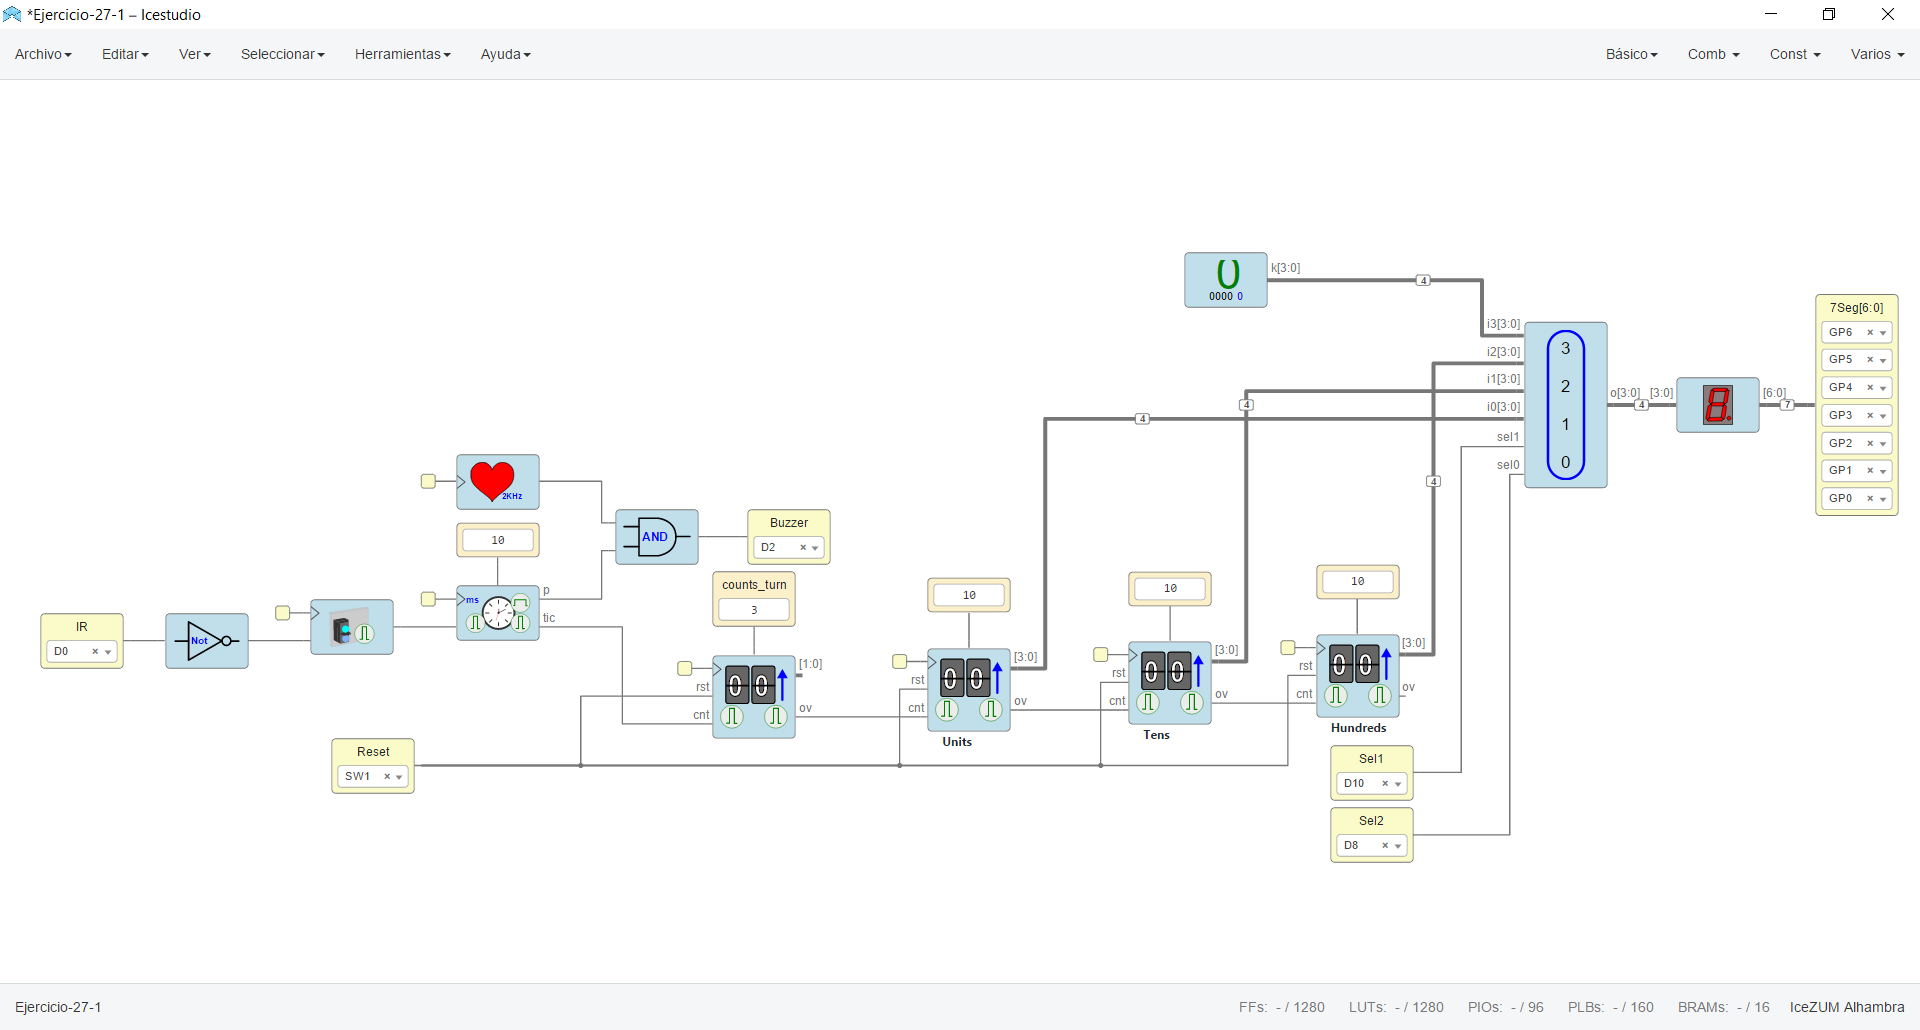 *Ejercicio-27-1 – Icestudio
Archivo Editar Ver Seleccionar Herramientas Ayuda Básico Comb Const Varios
0
0000 0
k[3:0]
4
7Seg[6:0]
GP6 ×
GP5 ×
GP4 ×
GP3 ×
GP2 ×
GP1 ×
GP0 ×
i3[3:0]
i2[3:0]
i1[3:0]
i0[3:0]
sel1
sel0
3
2
1
0
o[3:0]
4
[3:0]
8.
[6:0]
7
4
4
4
2KHz
10
AND
Buzzer
D2 ×
ms
p
tic
IR
D0 ×
Not
counts_turn
3
00
rst
cnt
[1:0]
ov
10
00
rst
cnt
[3:0]
ov
Units
10
00
rst
cnt
[3:0]
ov
Tens
10
00
rst
cnt
[3:0]
ov
Hundreds
Reset
SW1 ×
Sel1
D10 ×
Sel2
D8 ×
Ejercicio-27-1 FFs: - / 1280 LUTs: - / 1280 PIOs: - / 96 PLBs: - / 160 BRAMs: - / 16 IceZUM Alhambra